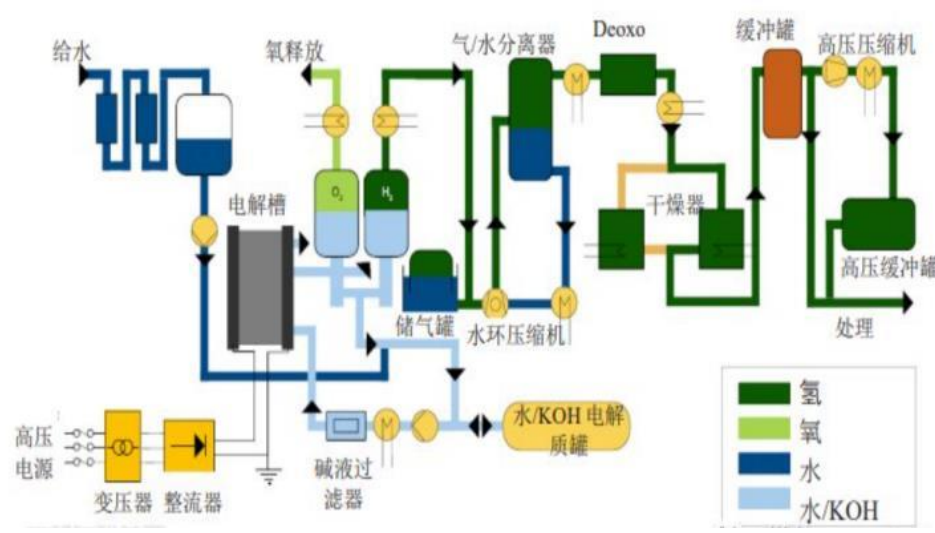 给水
氧释放
气/水分离器
Deoxo
缓冲罐
高压压缩机
O2
H2
电解槽
干燥器
储气罐
水环压缩机
高压缓冲罐
处理
高压
电源
变压器
整流器
碱液过
滤器
水/KOH 电解
质罐
氢
氧
水
水/KOH